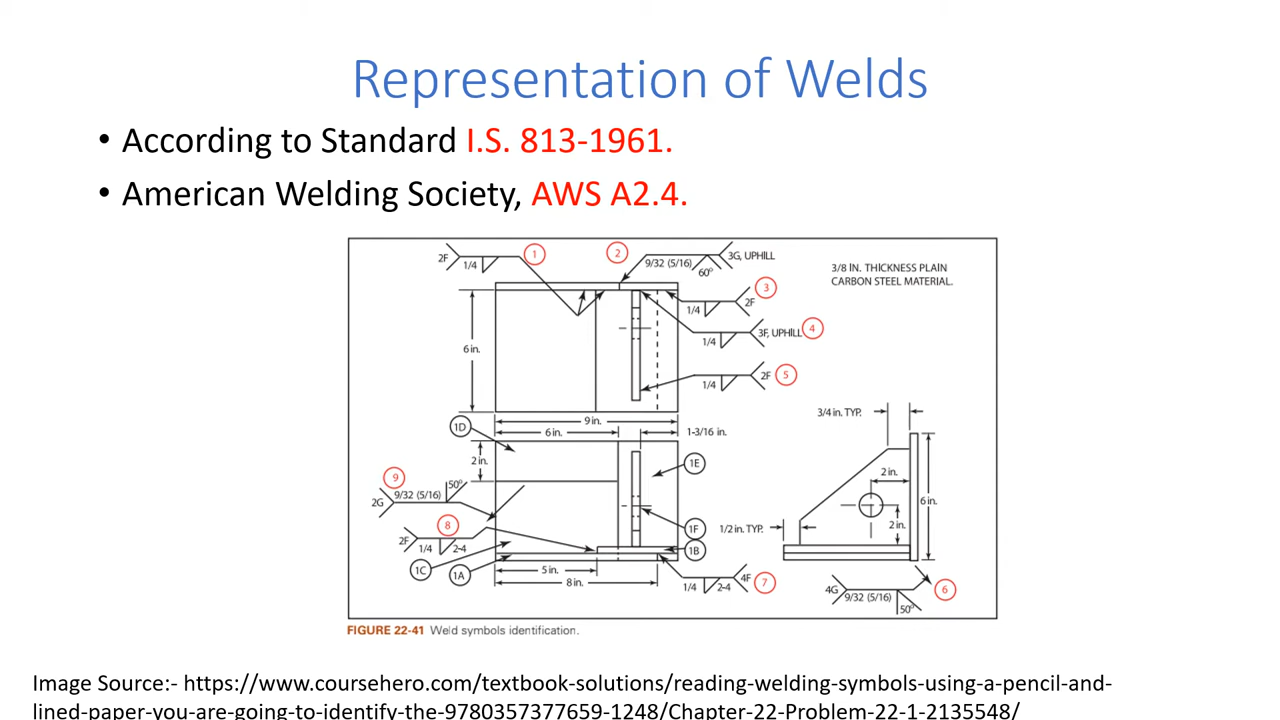 Representation of Welds
• According to Standard I.S. 813-1961.
• American Welding Society, AWS A2.4.
2F
1/4
1
2
9/32 (5/16)
60°
3G, UPHILL
3/8 IN. THICKNESS PLAIN
CARBON STEEL MATERIAL.
3
1/4
2F
4
1/4
3F, UPHILL
6 in.
5
1/4
2F
9 in.
6 in.
1-3/16 in.
3/4 in. TYP.
1D
2 in.
1E
2 in.
9
2G
9/32 (5/16)
50°
6 in.
8
2F
1/4
2-4
1F
1/2 in. TYP.
2 in.
1B
1C
1A
5 in.
8 in.
1/4
2-4
4F
7
4G
9/32 (5/16)
50°
6
FIGURE 22-41 Weld symbols identification.
Image Source:- https://www.coursehero.com/textbook-solutions/reading-welding-symbols-using-a-pencil-and-
lined-paper-you-are-going-to-identify-the-9780357377659-1248/Chapter-22-Problem-22-1-2135548/